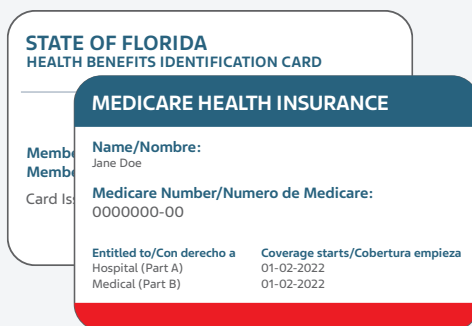 STATE OF FLORIDA
HEALTH BENEFITS IDENTIFICATION CARD
MEDICARE HEALTH INSURANCE
Name/Nombre:
Jane Doe
Medicare Number/Numero de Medicare:
0000000-00
Entitled to/Con derecho a Coverage starts/Cobertura empieza
Hospital (Part A) 01-02-2022
Medical (Part B) 01-02-2022
Card